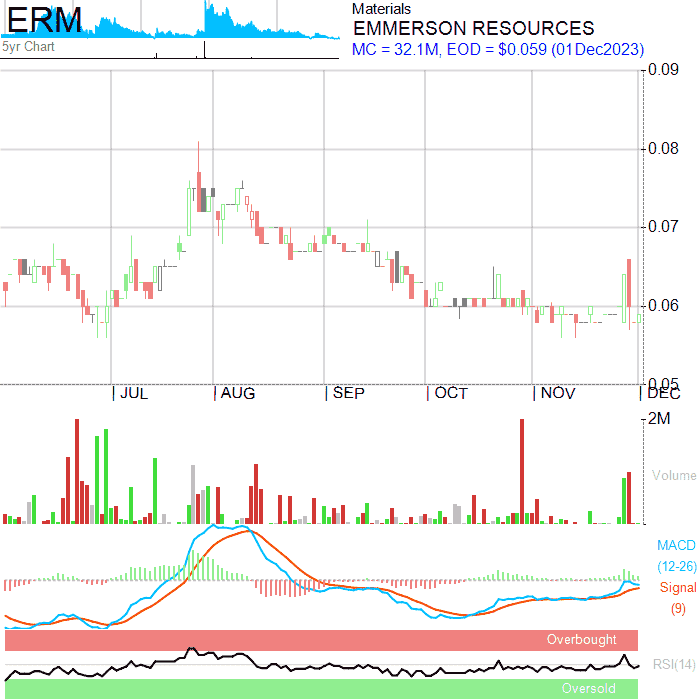 ERM
5yr Chart
Materials
EMMERSON RESOURCES
MC = 32.1M, EOD = $0.059 (01Dec2023)
0.09
0.08
0.07
0.06
0.05
JUL AUG SEP OCT NOV DEC
2M
Volume
MACD
(12-26)
Signal
(9)
Overbought
RSI(14)
Oversold